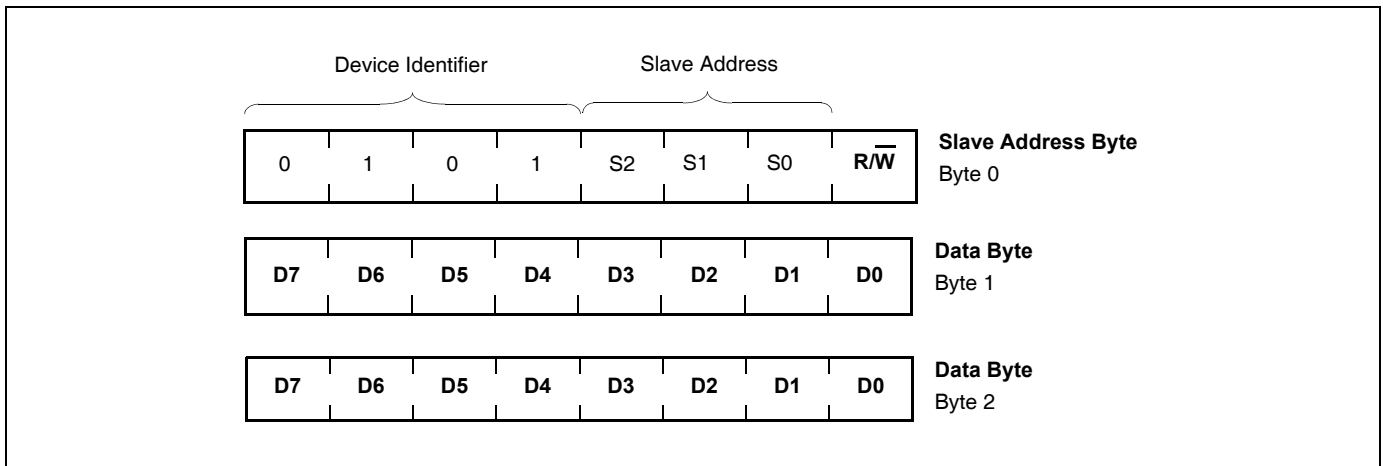 Device Identifier Slave Address
0 1 0 1 S2 S1 S0 R/W̅ Slave Address Byte
Byte 0
D7 D6 D5 D4 D3 D2 D1 D0 Data Byte
Byte 1
D7 D6 D5 D4 D3 D2 D1 D0 Data Byte
Byte 2